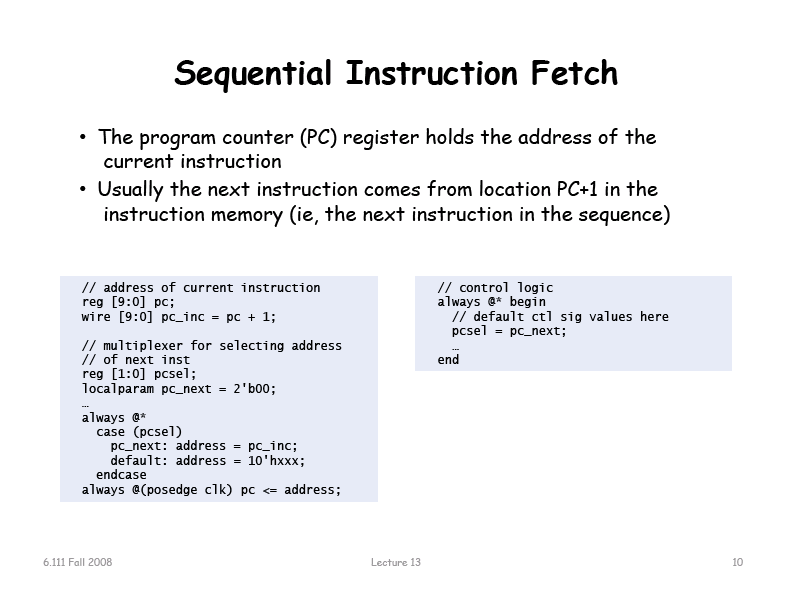 Sequential Instruction Fetch
• The program counter (PC) register holds the address of the
current instruction
• Usually the next instruction comes from location PC+1 in the
instruction memory (ie, the next instruction in the sequence)
// address of current instruction
reg [9:0] pc;
wire [9:0] pc_inc = pc + 1;
// multiplexer for selecting address
// of next inst
reg [1:0] pcsel;
localparam pc_next = 2'b00;
…
always @*
case (pcsel)
pc_next: address = pc_inc;
default: address = 10'hxxx;
endcase
always @(posedge clk) pc <= address;
// control logic
always @* begin
// default ctl sig values here
pcsel = pc_next;
…
end
6.111 Fall 2008
Lecture 13
10